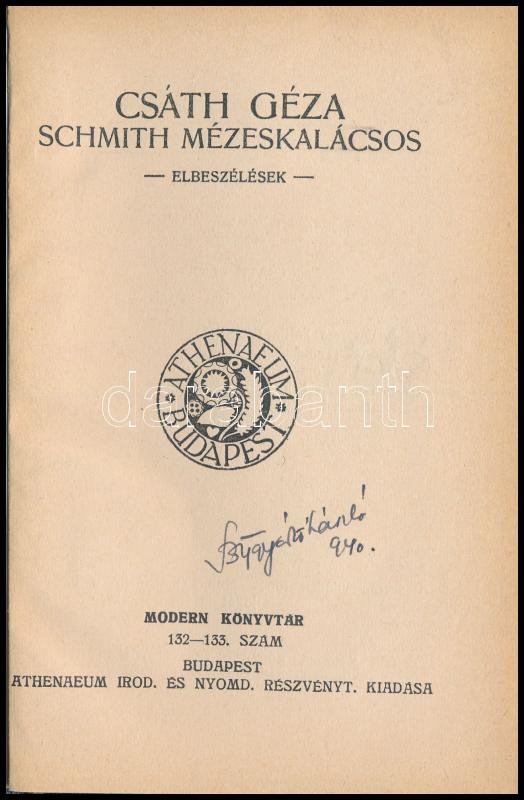 CSÁTH GÉZA
SCHMITH MÉZESKALÁCSOS
— ELBESZÉLÉSEK —
ATHENAEUM
BUDAPEST
darabanth
940.
MODERN KÖNYVTÁR
132—133. SZÁM
BUDAPEST
ATHENAEUM IROD. ÉS NYOMD. RÉSZVÉNYT. KIADÁSA